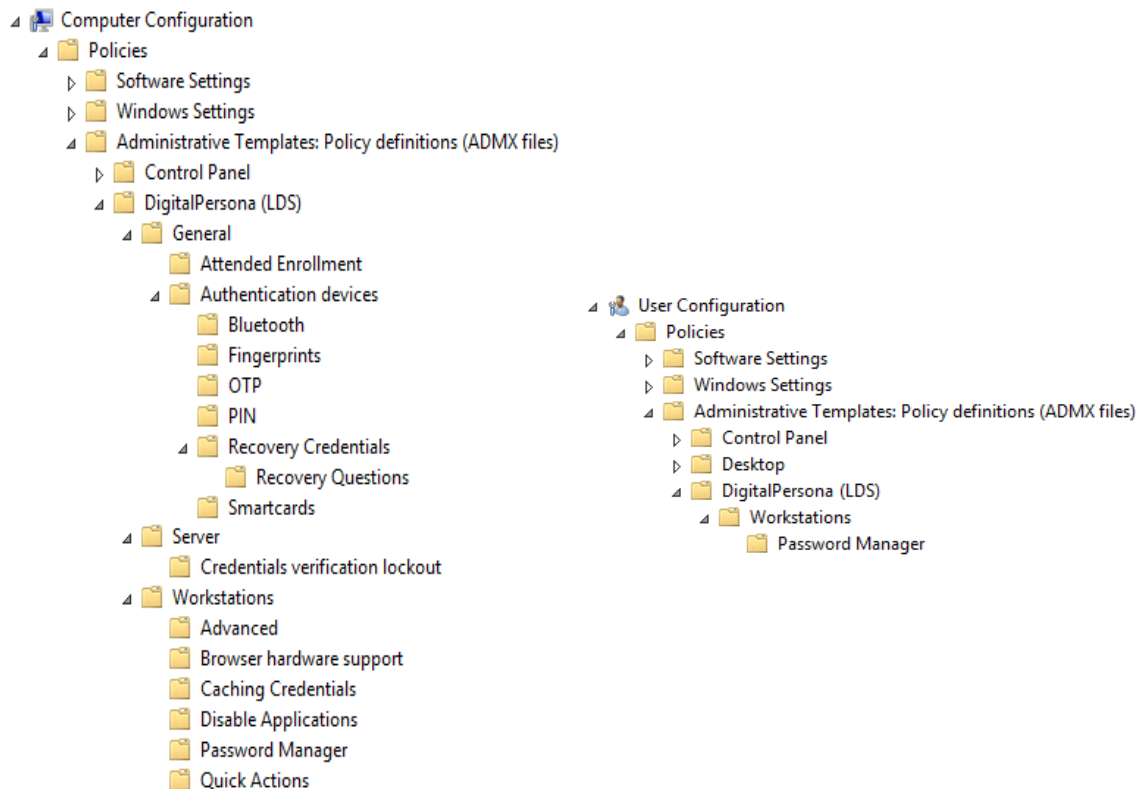 Computer Configuration
Policies
Software Settings
Windows Settings
Administrative Templates: Policy definitions (ADMX files)
Control Panel
DigitalPersona (LDS)
General
Attended Enrollment
Authentication devices
Bluetooth
Fingerprints
OTP
PIN
Recovery Credentials
Recovery Questions
Smartcards
Server
Credentials verification lockout
Workstations
Advanced
Browser hardware support
Caching Credentials
Disable Applications
Password Manager
Quick Actions
User Configuration
Policies
Software Settings
Windows Settings
Administrative Templates: Policy definitions (ADMX files)
Control Panel
Desktop
DigitalPersona (LDS)
Workstations
Password Manager